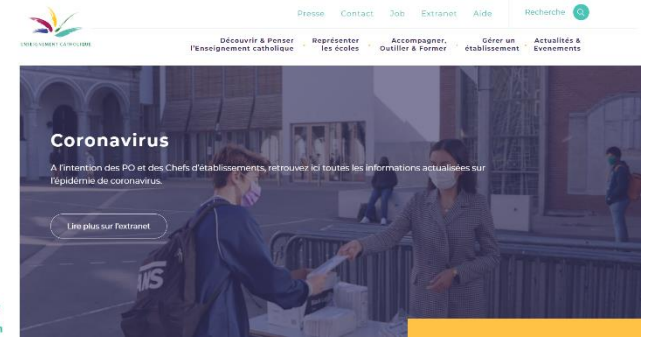 Presse Contact Job Extranet Aide Recherche
ENSEIGNEMENT CATHOLIQUE
Découvrir & Penser
l'Enseignement catholique
Représenter
les écoles
Accompagner,
Outiller & Former
Gérer un
établissement
Actualités &
Evenements
Coronavirus
A l'intention des PO et des Chefs d'établissements, retrouvez ici toutes les informations actualisées sur
l'épidémie de coronavirus.
Lire plus sur l'extranet
ANS